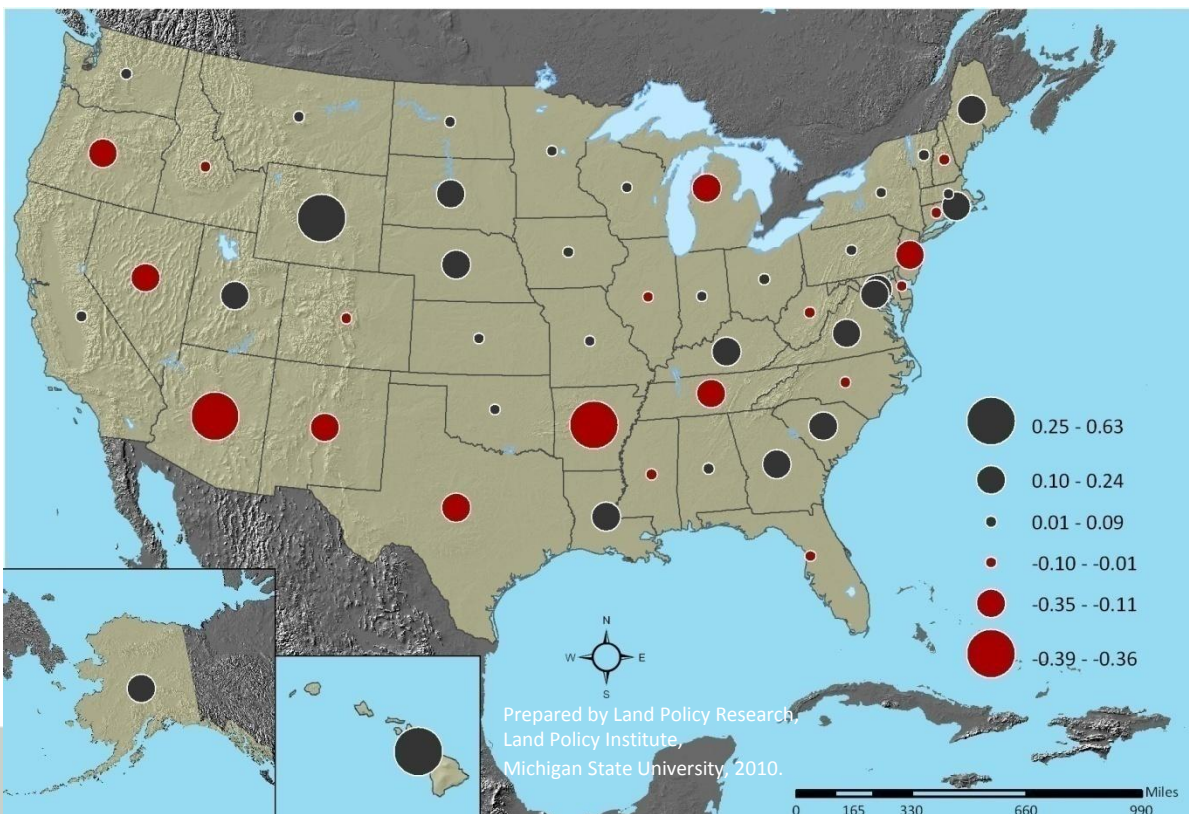 0.25 - 0.63
0.10 - 0.24
0.01 - 0.09
-0.10 - -0.01
-0.35 - -0.11
-0.39 - -0.36
N
W E
S
Prepared by Land Policy Research,
Land Policy Institute,
Michigan State University, 2010.
Miles
0 165 330 660 990